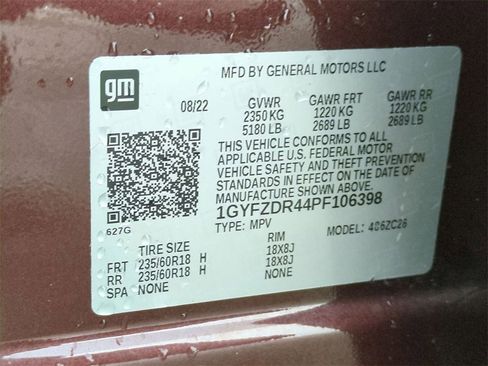 gm
MFD BY GENERAL MOTORS LLC
08/22 GVWR GAWR FRT GAWR RR
2350 KG 1220 KG 1220 KG
5180 LB 2689 LB 2689 LB
THIS VEHICLE CONFORMS TO ALL
APPLICABLE U.S. FEDERAL MOTOR
VEHICLE SAFETY AND THEFT PREVENTION
STANDARDS IN EFFECT ON THE DATE OF
MANUFACTURE SHOWN ABOVE.
1GYFZDR44PF106398
627G TYPE: MPV MODEL: 4C6ZC26
TIRE SIZE RIM
FRT 235/60R18 H 18X8J
RR 235/60R18 H 18X8J
SPA NONE NONE